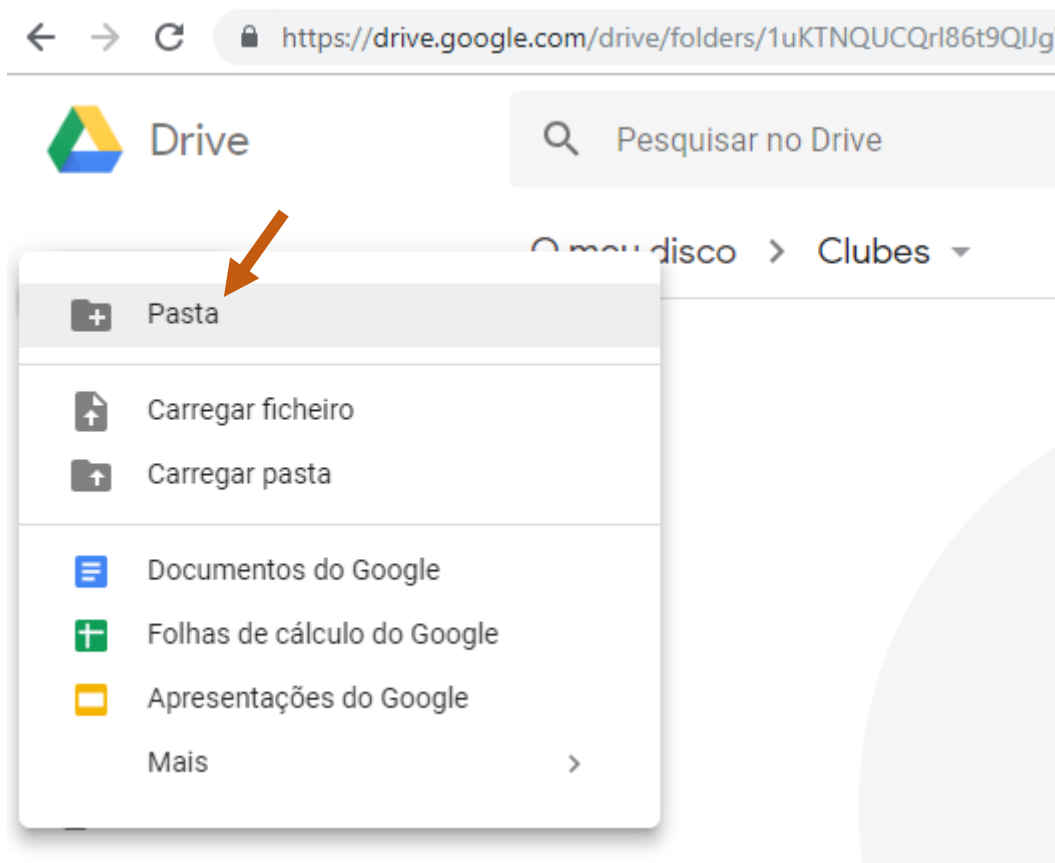 https://drive.google.com/drive/folders/1uKTNQUCQrI86t9QIJg
Drive
Pesquisar no Drive
O meu disco > Clubes
Pasta
Carregar ficheiro
Carregar pasta
Documentos do Google
Folhas de cálculo do Google
Apresentações do Google
Mais